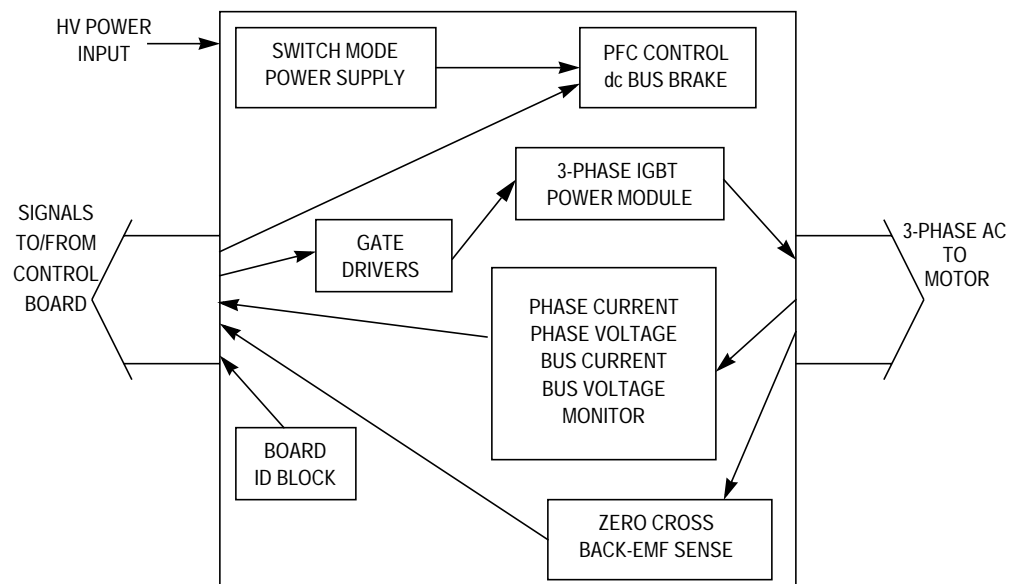 HV POWER
INPUT
SWITCH MODE
POWER SUPPLY
PFC CONTROL
dc BUS BRAKE
3-PHASE IGBT
POWER MODULE
SIGNALS
TO/FROM
CONTROL
BOARD
GATE
DRIVERS
3-PHASE AC
TO
MOTOR
PHASE CURRENT
PHASE VOLTAGE
BUS CURRENT
BUS VOLTAGE
MONITOR
BOARD
ID BLOCK
ZERO CROSS
BACK-EMF SENSE